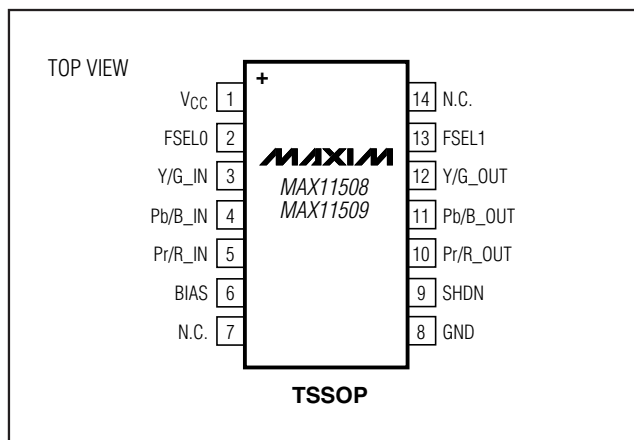 TOP VIEW
+
VCC 1
14 N.C.
FSEL0 2
13 FSEL1
Y/G_IN 3
12 Y/G_OUT
Pb/B_IN 4
11 Pb/B_OUT
Pr/R_IN 5
10 Pr/R_OUT
BIAS 6
9 SHDN
N.C. 7
8 GND
MAXIM
MAX11508
MAX11509
TSSOP